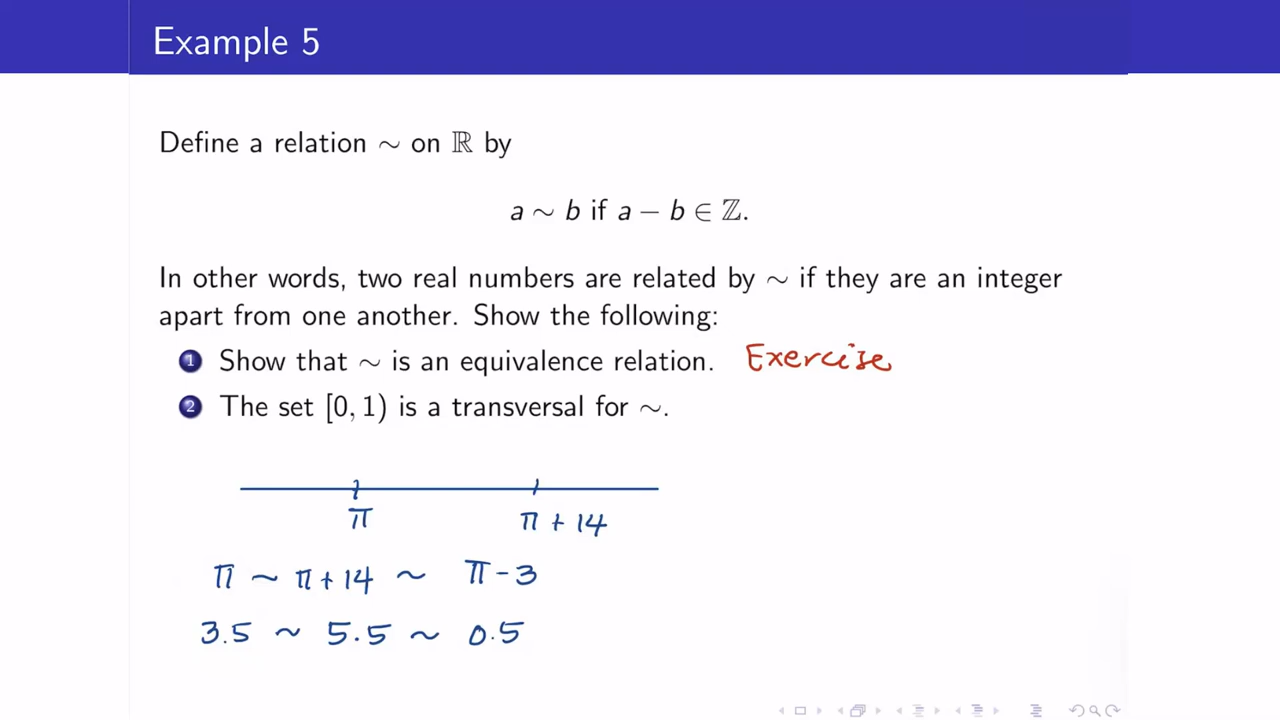 Example 5
Define a relation ∼ on ℝ by
a ∼ b if a − b ∈ ℤ.
In other words, two real numbers are related by ∼ if they are an integer
apart from one another. Show the following:
1 Show that ∼ is an equivalence relation. Exercise
2 The set [0, 1) is a transversal for ∼.
π π + 14
π ∼ π + 14 ∼ π - 3
3.5 ∼ 5.5 ∼ 0.5